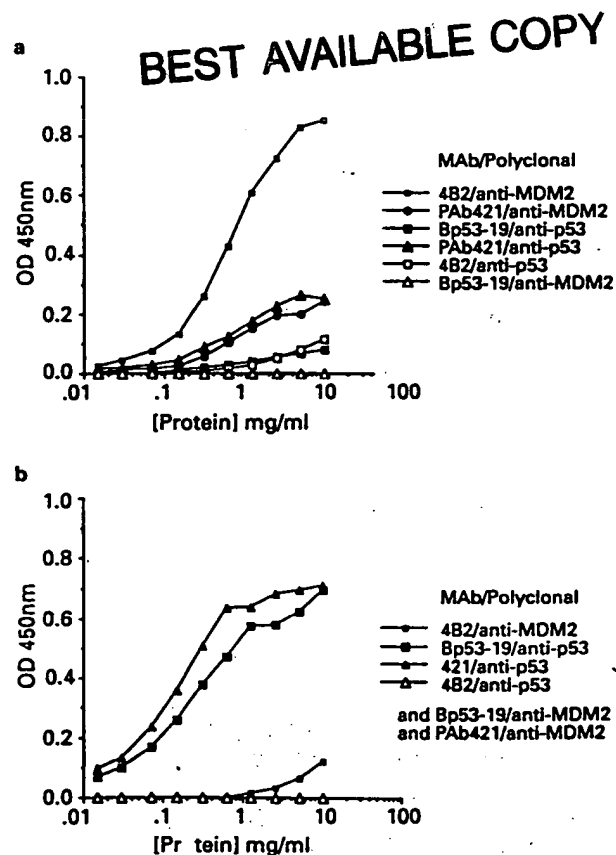 BEST AVAILABLE COPY
a
1.0
0.8
0.6
0.4
0.2
0.0
OD 450nm
.01 .1 1 10 100
[Protein] mg/ml
MAb/Polyclonal
4B2/anti-MDM2
PAb421/anti-MDM2
Bp53-19/anti-p53
PAb421/anti-p53
4B2/anti-p53
Bp53-19/anti-MDM2
b
1.0
0.8
0.6
0.4
0.2
0.0
OD 450nm
.01 .1 1 10 100
[Pr tein] mg/ml
MAb/Polyclonal
4B2/anti-MDM2
Bp53-19/anti-p53
421/anti-p53
4B2/anti-p53
and Bp53-19/anti-MDM2
and PAb421/anti-MDM2